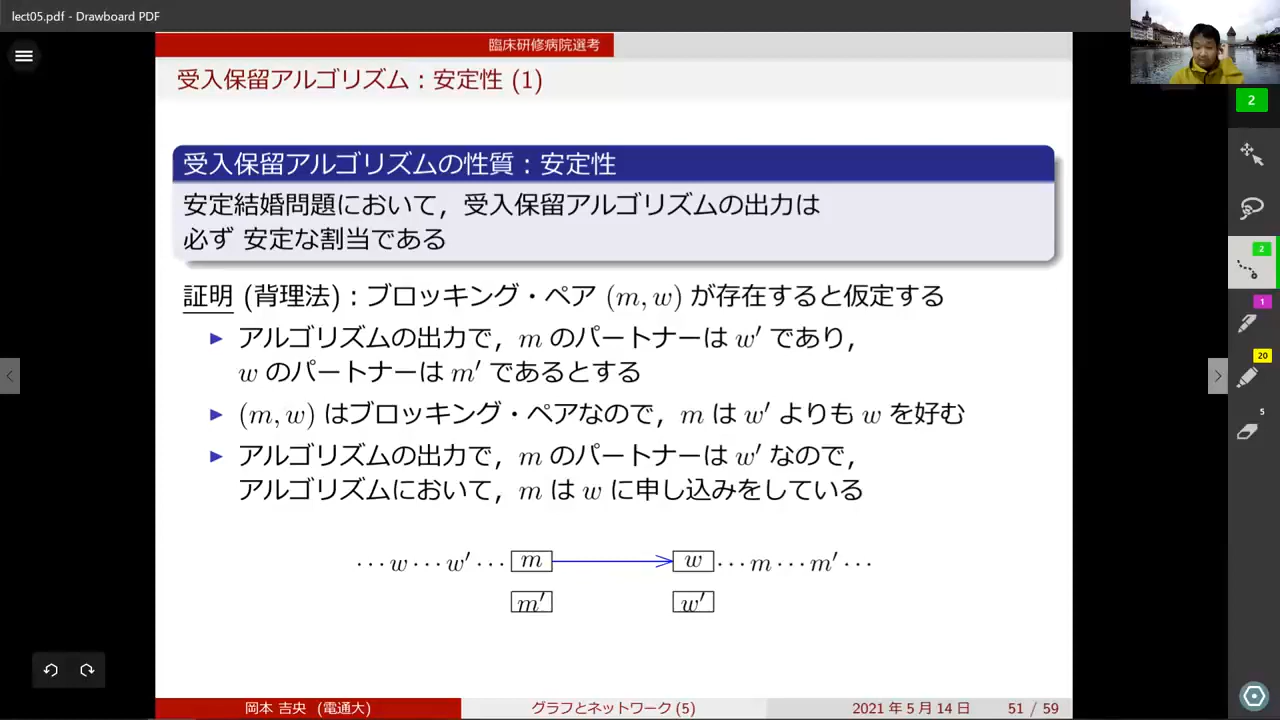 lect05.pdf - Drawboard PDF
臨床研修病院選考
受入保留アルゴリズム : 安定性 (1)
受入保留アルゴリズムの性質 : 安定性
安定結婚問題において，受入保留アルゴリズムの出力は
必ず 安定な割当である
証明 (背理法) : ブロッキング・ペア (m, w) が存在すると仮定する
▶ アルゴリズムの出力で，m のパートナーは w′ であり，
w のパートナーは m′ であるとする
▶ (m, w) はブロッキング・ペアなので，m は w′ よりも w を好む
▶ アルゴリズムの出力で，m のパートナーは w′ なので，
アルゴリズムにおいて，m は w に申し込みをしている
··· w ··· w′ ··· m w ··· m ··· m′ ···
m′ w′
岡本 吉央 (電通大) グラフとネットワーク (5) 2021 年 5 月 14 日 51 / 59
2
2
1
20
5